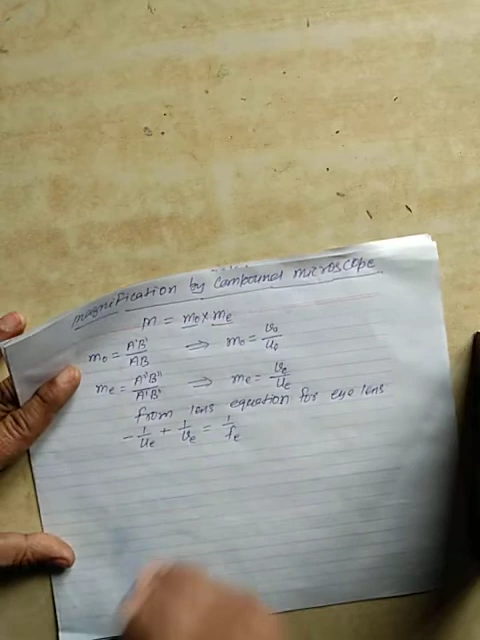 magnification by compound microscope
m = mo × me
mo = A'B' / AB ⇒ mo = vo / uo
me = A''B'' / A'B' ⇒ me = ve / ue
from lens equation for eye lens
- 1/ue + 1/ve = 1/fe